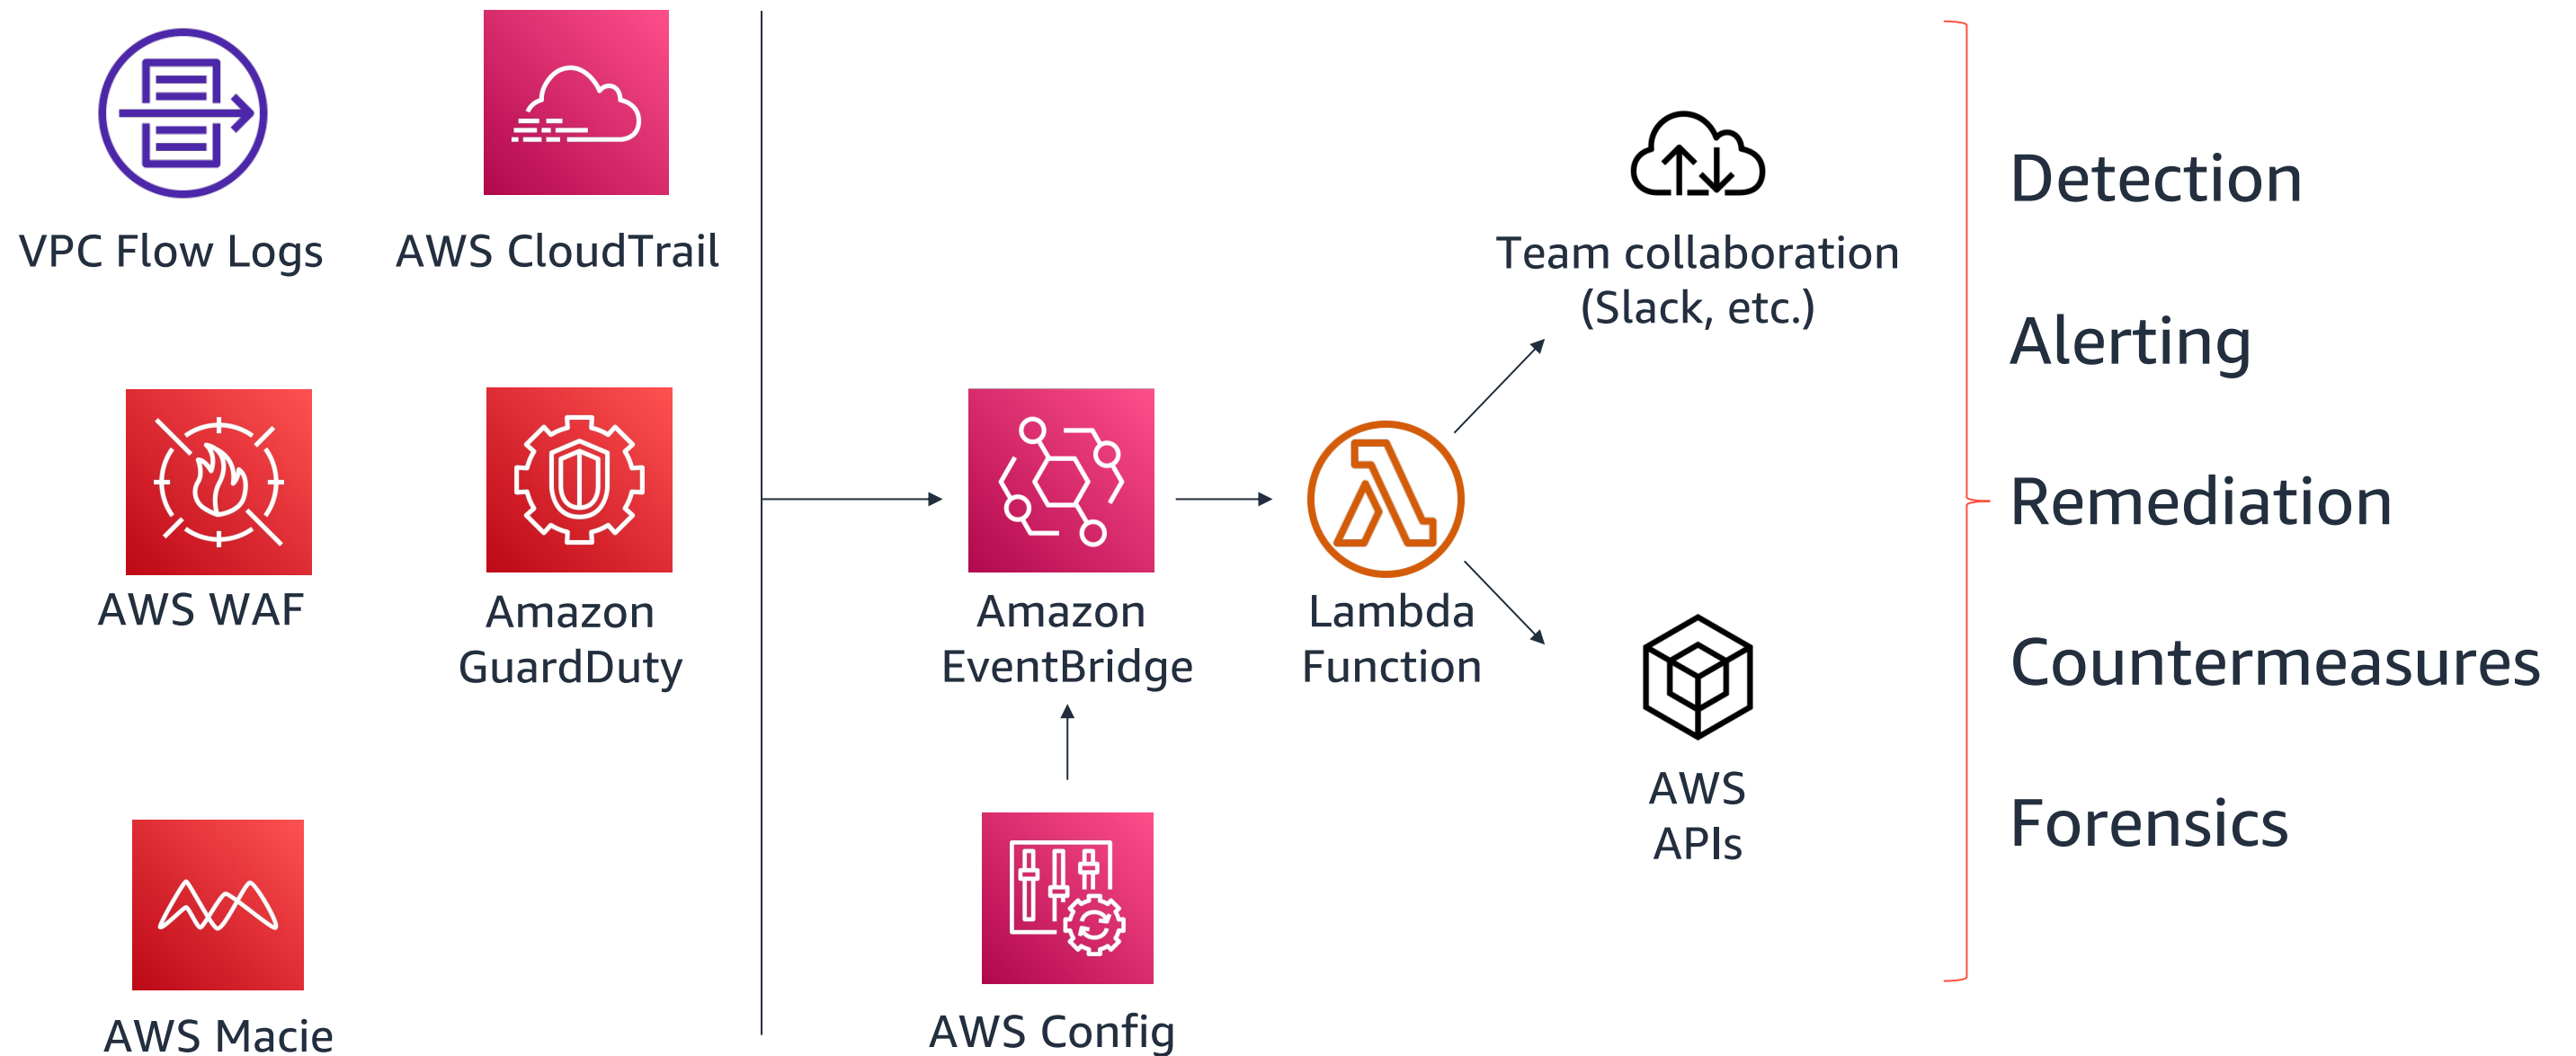 VPC Flow Logs
AWS CloudTrail
AWS WAF
Amazon
GuardDuty
AWS Macie
Amazon
EventBridge
AWS Config
Lambda
Function
Team collaboration
(Slack, etc.)
AWS
APIs
Detection
Alerting
Remediation
Countermeasures
Forensics